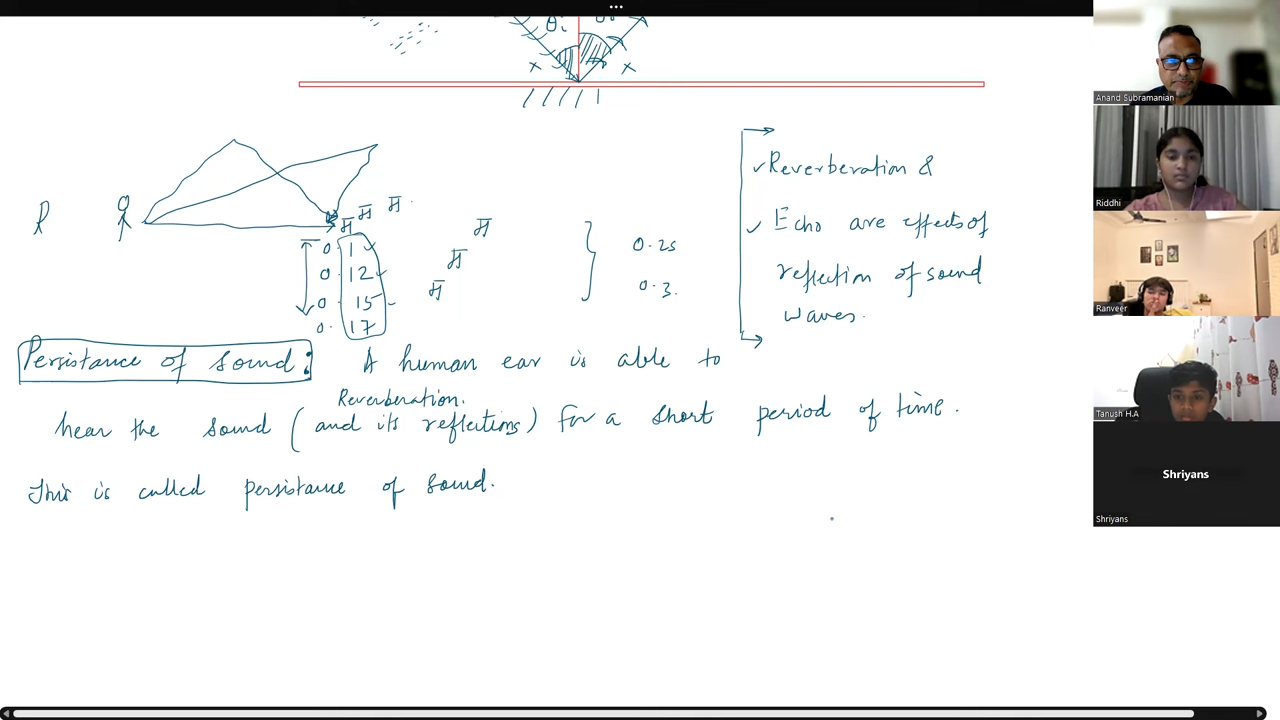 Anand Subramanian
Riddhi
Ranveer
Tanush H.A
Shriyans
Shriyans
θi
Reverberation &
Echo are effects of
reflection of sound
waves.
0.1
0.12
0.15
0.17
0.2s
0.3.
Persistance of sound: A human ear is able to
Reverberation.
hear the sound (and its reflections) for a short period of time.
This is called persistance of sound.